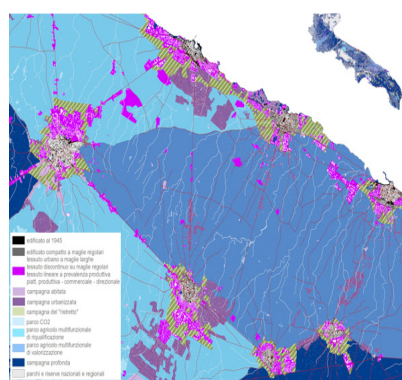 edificato al 1945
edificato compatto a maglie regolari
tessuto urbano a maglie larghe
tessuto discontinuo su maglie regolari
tessuto lineare a prevalenza produttiva
piatt. produttiva - commerciale - direzionale
campagna abitata
campagna urbanizzata
campagna del "ristretto"
parco CO2
parco agricolo multifunzionale
di riqualificazione
parco agricolo multifunzionale
di valorizzazione
campagna profonda
parchi e riserve nazionali e regionali